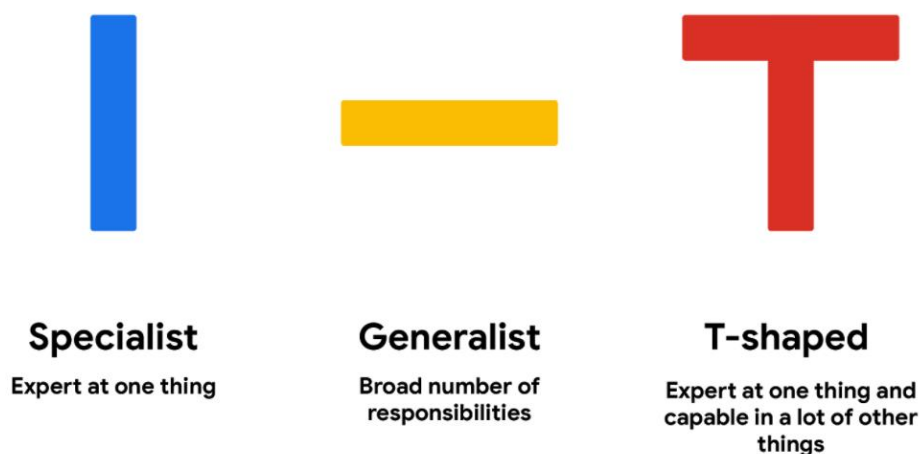 Specialist
Expert at one thing
Generalist
Broad number of
responsibilities
T-shaped
Expert at one thing and
capable in a lot of other
things